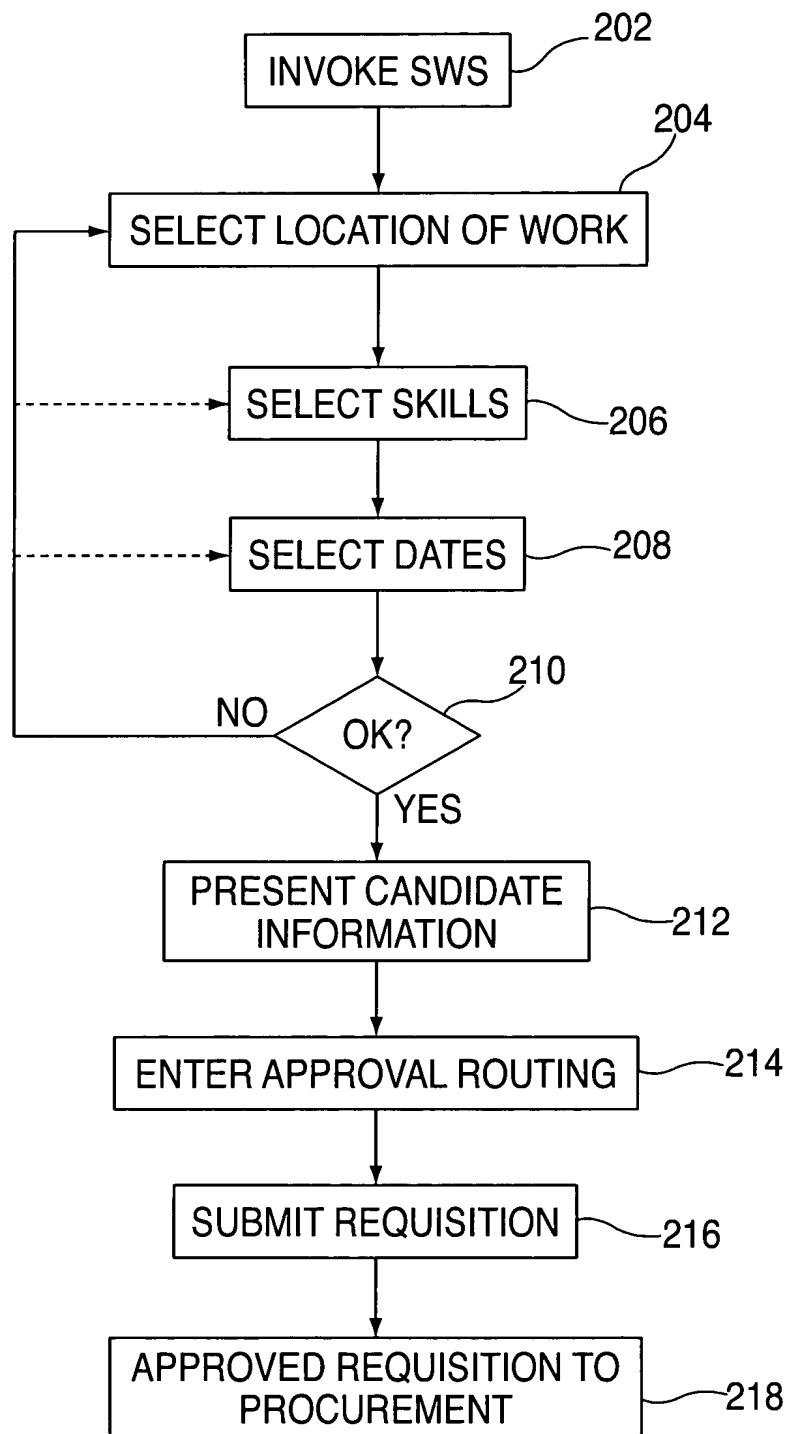 202
INVOKE SWS
204
SELECT LOCATION OF WORK
SELECT SKILLS
206
SELECT DATES
208
210
NO
OK?
YES
PRESENT CANDIDATE
INFORMATION
212
ENTER APPROVAL ROUTING
214
SUBMIT REQUISITION
216
APPROVED REQUISITION TO
PROCUREMENT
218